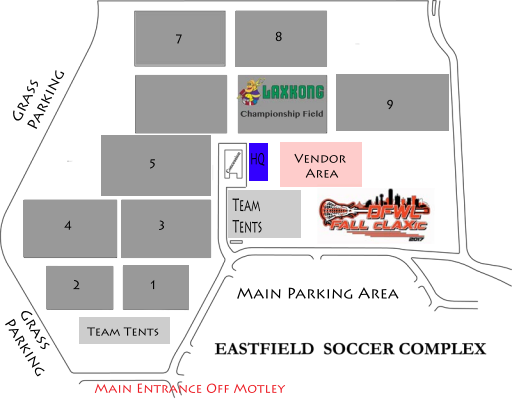 7
8
GRASS
PARKING
LAXKONG
Championship Field
9
5
HQ
VENDOR
AREA
4
3
TEAM
TENTS
DFWL
FALL CLAXIC
2017
2
1
MAIN PARKING AREA
GRASS
PARKING
TEAM TENTS
EASTFIELD SOCCER COMPLEX
MAIN ENTRANCE OFF MOTLEY